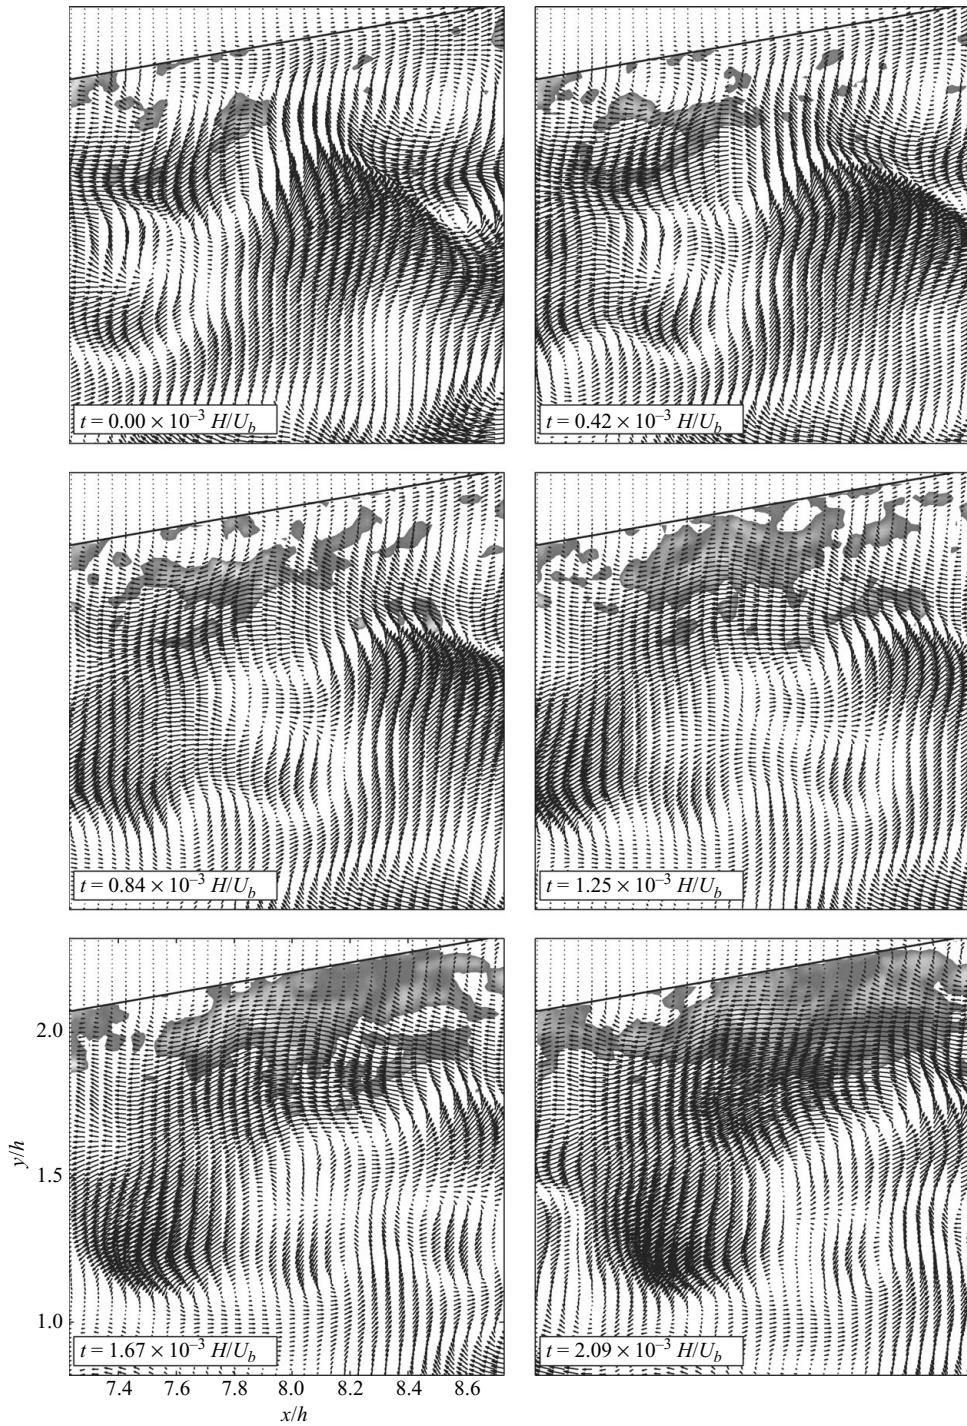 t = 0.00 × 10⁻³ H/U_b
t = 0.42 × 10⁻³ H/U_b
t = 0.84 × 10⁻³ H/U_b
t = 1.25 × 10⁻³ H/U_b
2.0
1.5
1.0
y/h
t = 1.67 × 10⁻³ H/U_b
t = 2.09 × 10⁻³ H/U_b
7.4 7.6 7.8 8.0 8.2 8.4 8.6
x/h